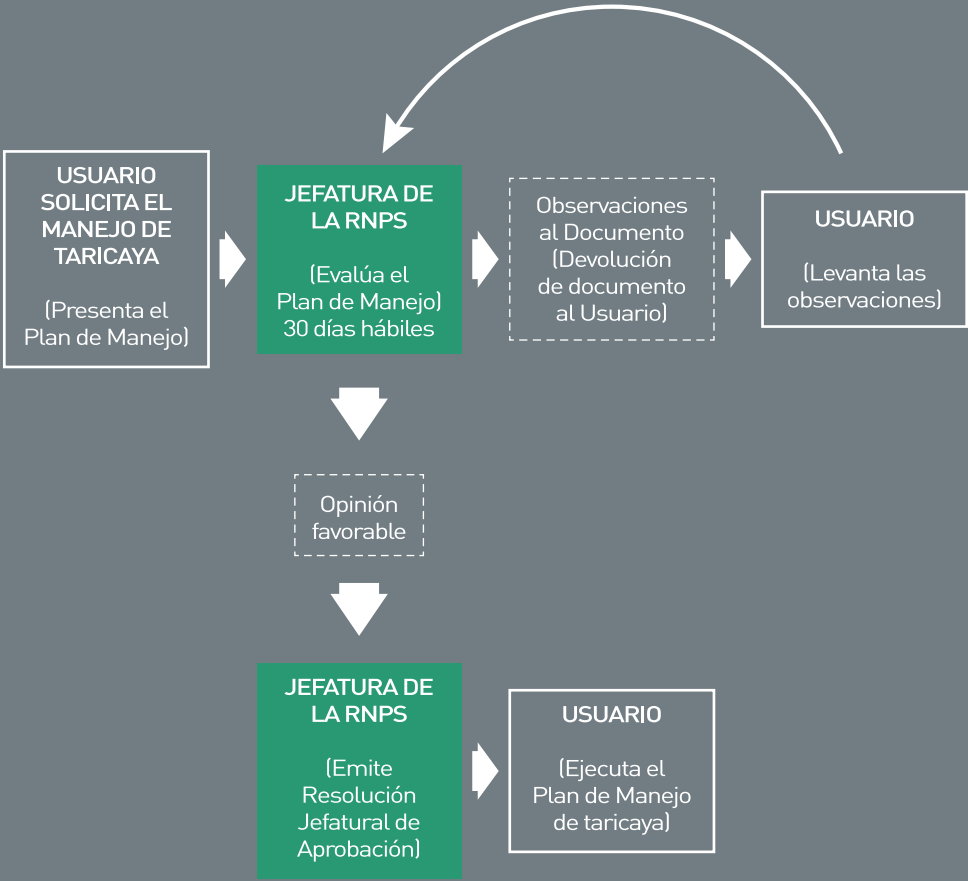 USUARIO
SOLICITA EL
MANEJO DE
TARICAYA
(Presenta el
Plan de Manejo)
JEFATURA DE
LA RNPS
(Evalúa el
Plan de Manejo)
30 días hábiles
Observaciones
al Documento
(Devolución
de documento
al Usuario)
USUARIO
(Levanta las
observaciones)
Opinión
favorable
JEFATURA DE
LA RNPS
(Emite
Resolución
Jefatural de
Aprobación)
USUARIO
(Ejecuta el
Plan de Manejo
de taricaya)